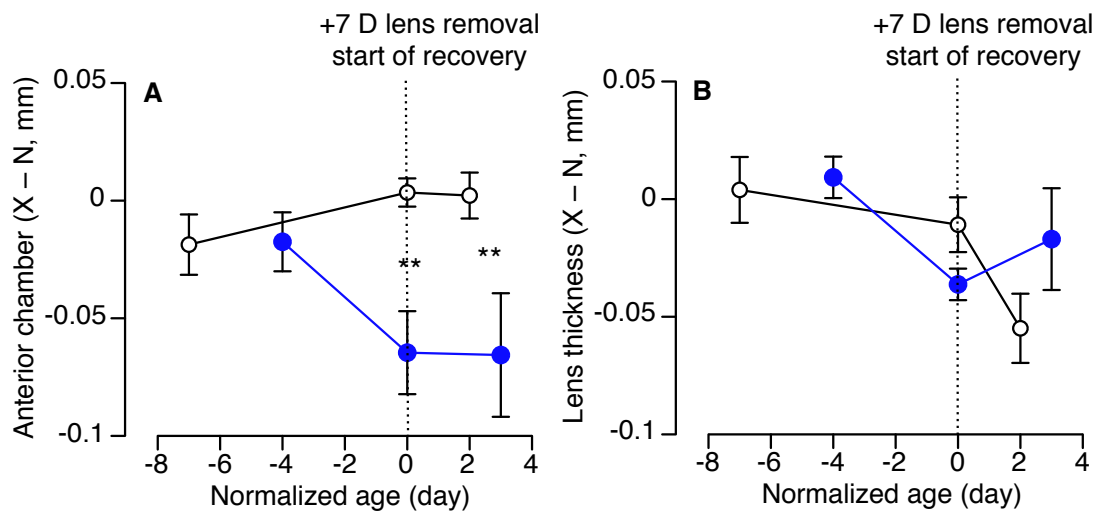 +7 D lens removal
start of recovery
A
0.05
0
-0.05
-0.1
Anterior chamber (X – N, mm)
**
**
-8 -6 -4 -2 0 2 4
Normalized age (day)
+7 D lens removal
start of recovery
B
0.05
0
-0.05
-0.1
Lens thickness (X – N, mm)
-8 -6 -4 -2 0 2 4
Normalized age (day)